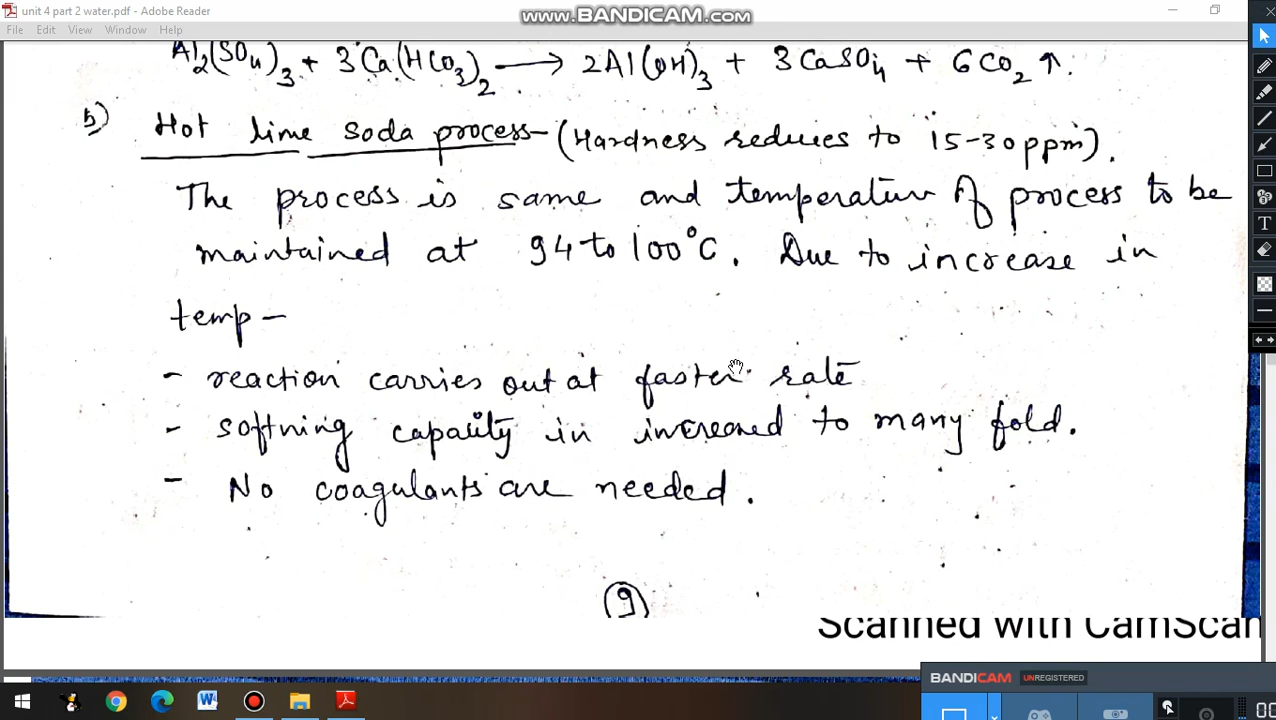 unit 4 part 2 water.pdf - Adobe Reader
www.BANDICAM.com
File Edit View Window Help
Al2(SO4)3 + 3Ca(HCO3)2 ⟶ 2Al(OH)3 + 3CaSO4 + 6CO2 ↑.
b) Hot lime soda process - (Hardness reduces to 15-30ppm).
The process is same and temperature of process to be
maintained at 94 to 100°C. Due to increase in
temp -
- reaction carries out at faster rate
- softning capacity in increased to many fold.
- No coagulants are needed.
9
Scanned with CamScan
BANDICAM UNREGISTERED
00